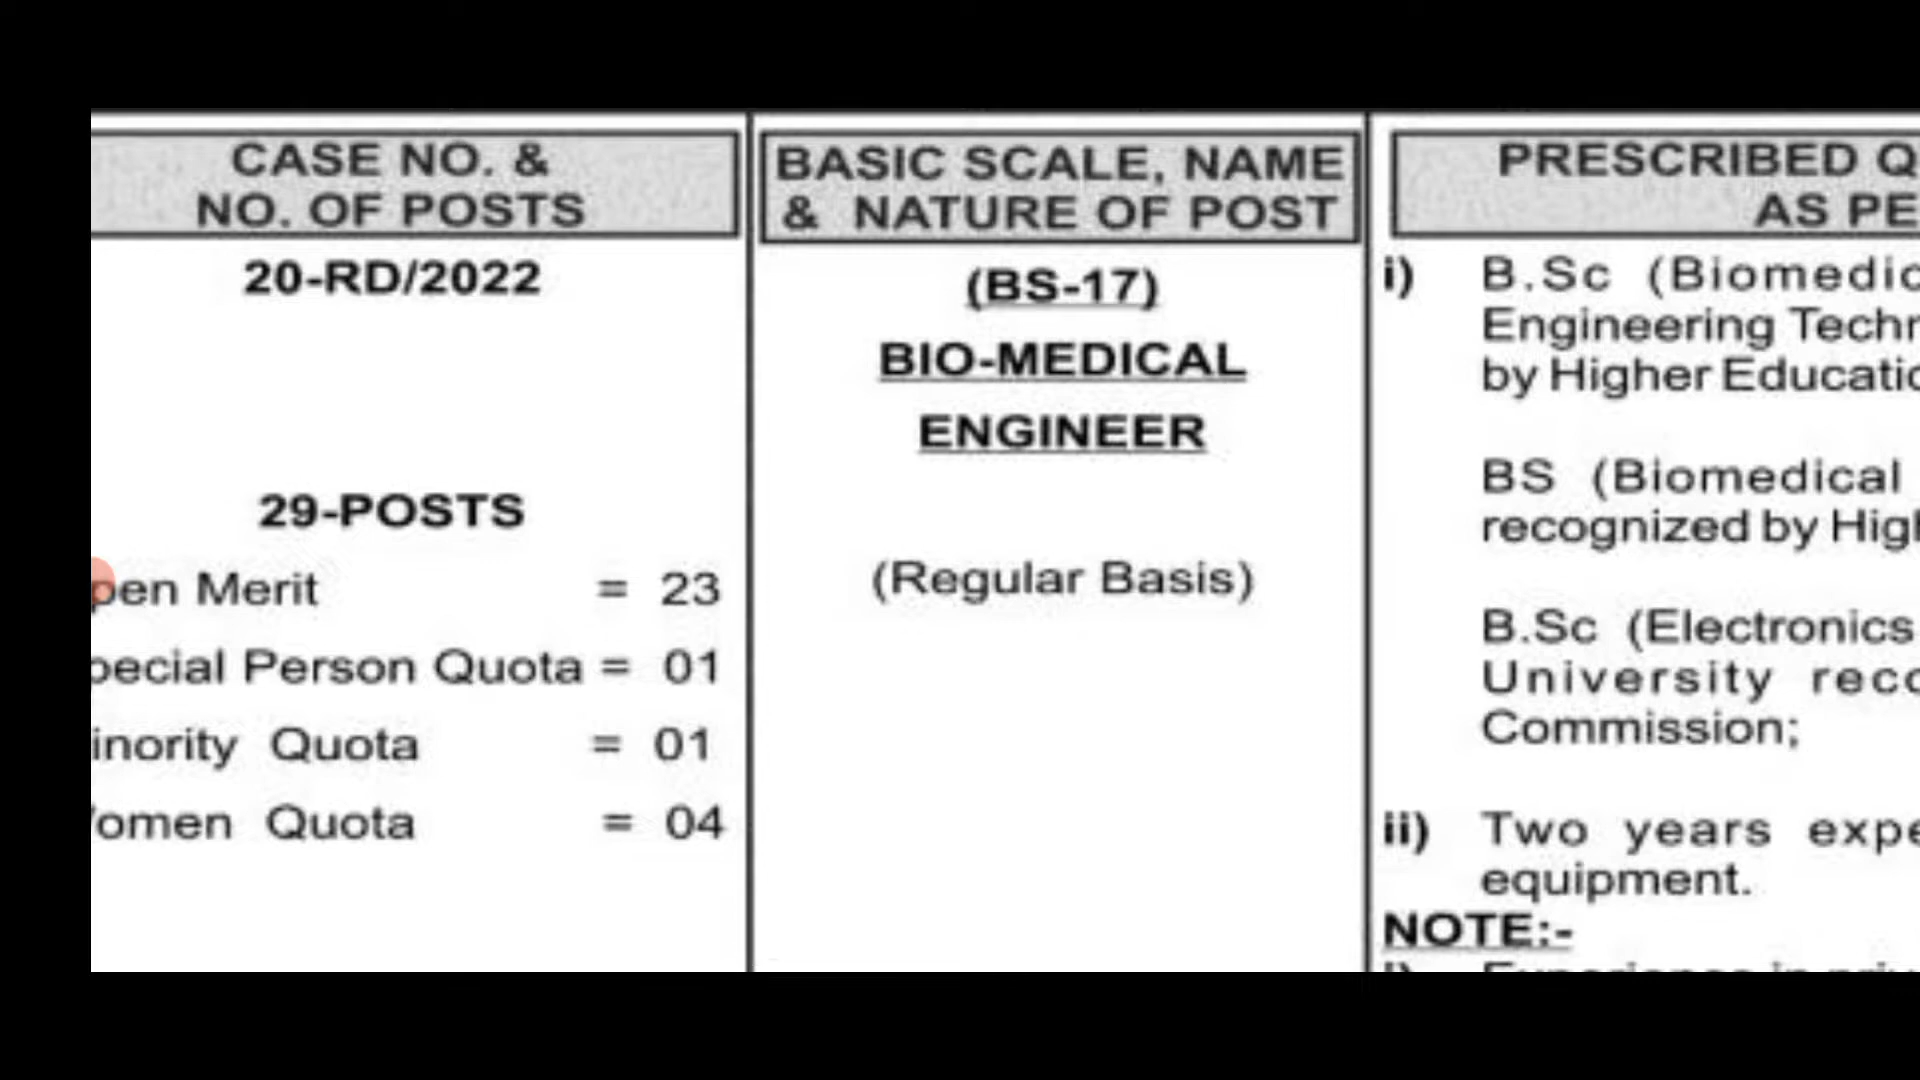 CASE NO. &
NO. OF POSTS
20-RD/2022
29-POSTS
pen Merit = 23
pecial Person Quota = 01
inority Quota = 01
omen Quota = 04
BASIC SCALE, NAME
& NATURE OF POST
(BS-17)
BIO-MEDICAL
ENGINEER
(Regular Basis)
PRESCRIBED Q
AS PE
i) B.Sc (Biomedic
Engineering Techn
by Higher Educatio
BS (Biomedical
recognized by High
B.Sc (Electronics
University reco
Commission;
ii) Two years expe
equipment.
NOTE:-